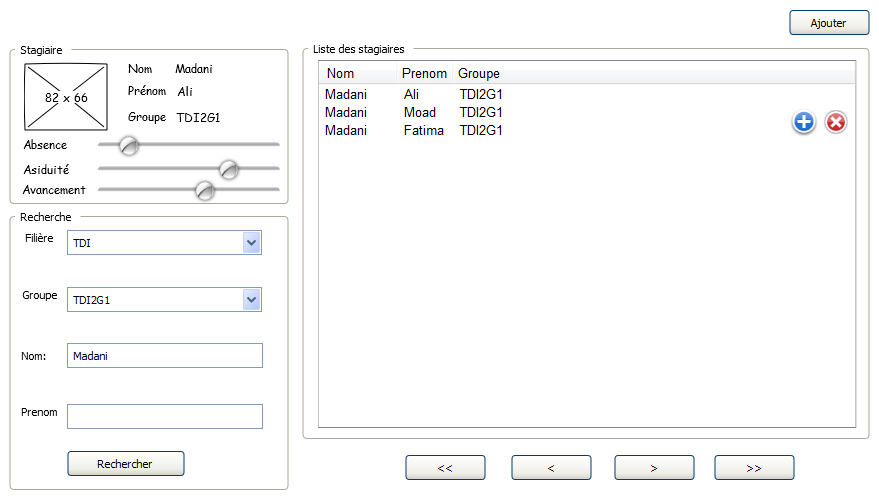 Ajouter
Stagiaire
82 x 66
Nom Madani
Prénom Ali
Groupe TDI2G1
Absence
Asiduité
Avancement
Recherche
Filière TDI
Groupe TDI2G1
Nom: Madani
Prenom
Rechercher
Liste des stagiaires
Nom Prenom Groupe
Madani Ali TDI2G1
Madani Moad TDI2G1
Madani Fatima TDI2G1
<< < > >>